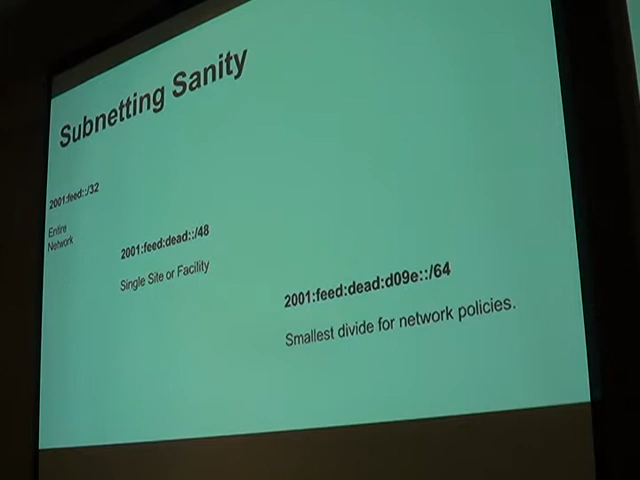 Subnetting Sanity
2001:feed::/32
Entire
Network
2001:feed:dead::/48
Single Site or Facility
2001:feed:dead:d09e::/64
Smallest divide for network policies.